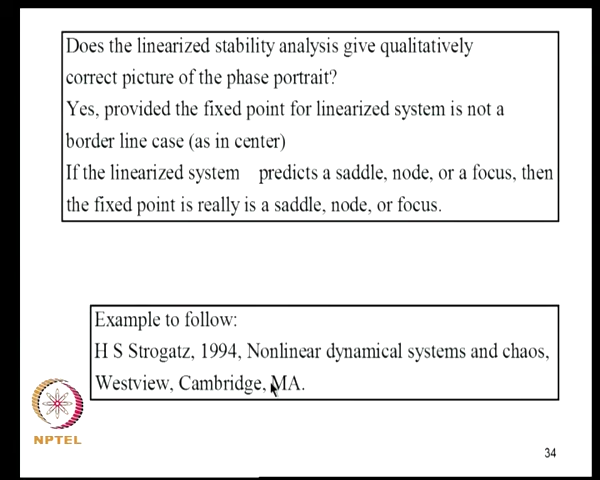 Does the linearized stability analysis give qualitatively
correct picture of the phase portrait?
Yes, provided the fixed point for linearized system is not a
border line case (as in center)
If the linearized system predicts a saddle, node, or a focus, then
the fixed point is really is a saddle, node, or focus.
Example to follow:
H S Strogatz, 1994, Nonlinear dynamical systems and chaos,
Westview, Cambridge, MA.
NPTEL
34